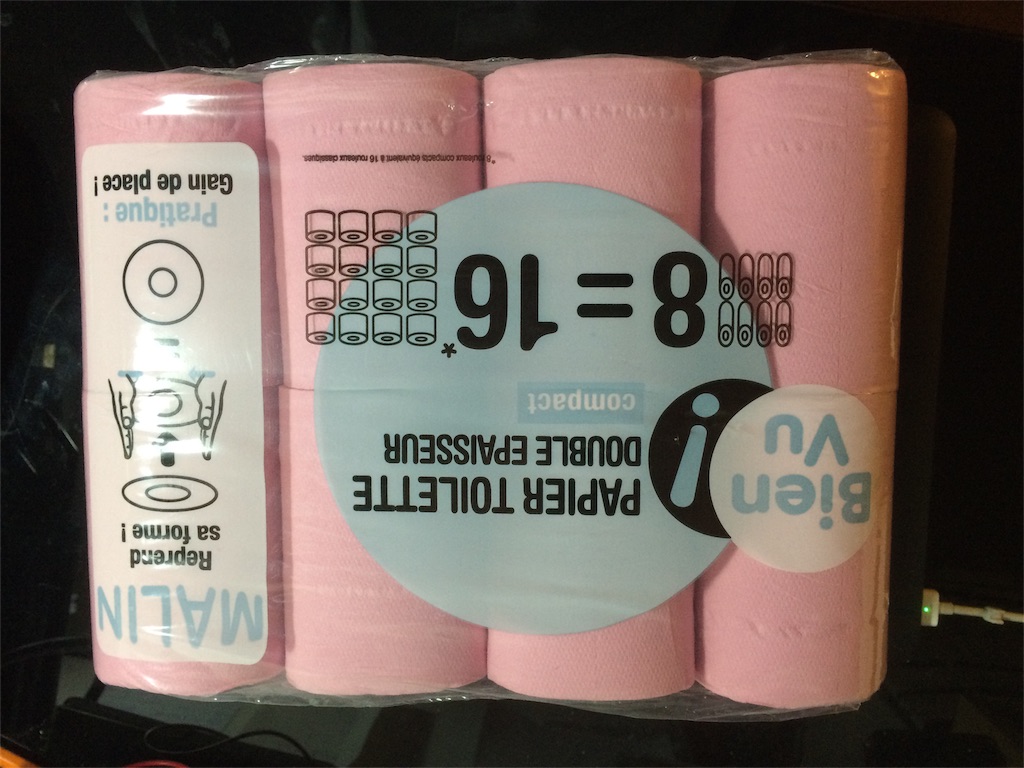 Bien
Vu
PAPIER TOILETTE
DOUBLE EPAISSEUR
compact
8 = 16*
*8 rouleaux compacts équivalent à 16 rouleaux classiques.
MALIN
Reprend
sa forme !
Pratique :
Gain de place !